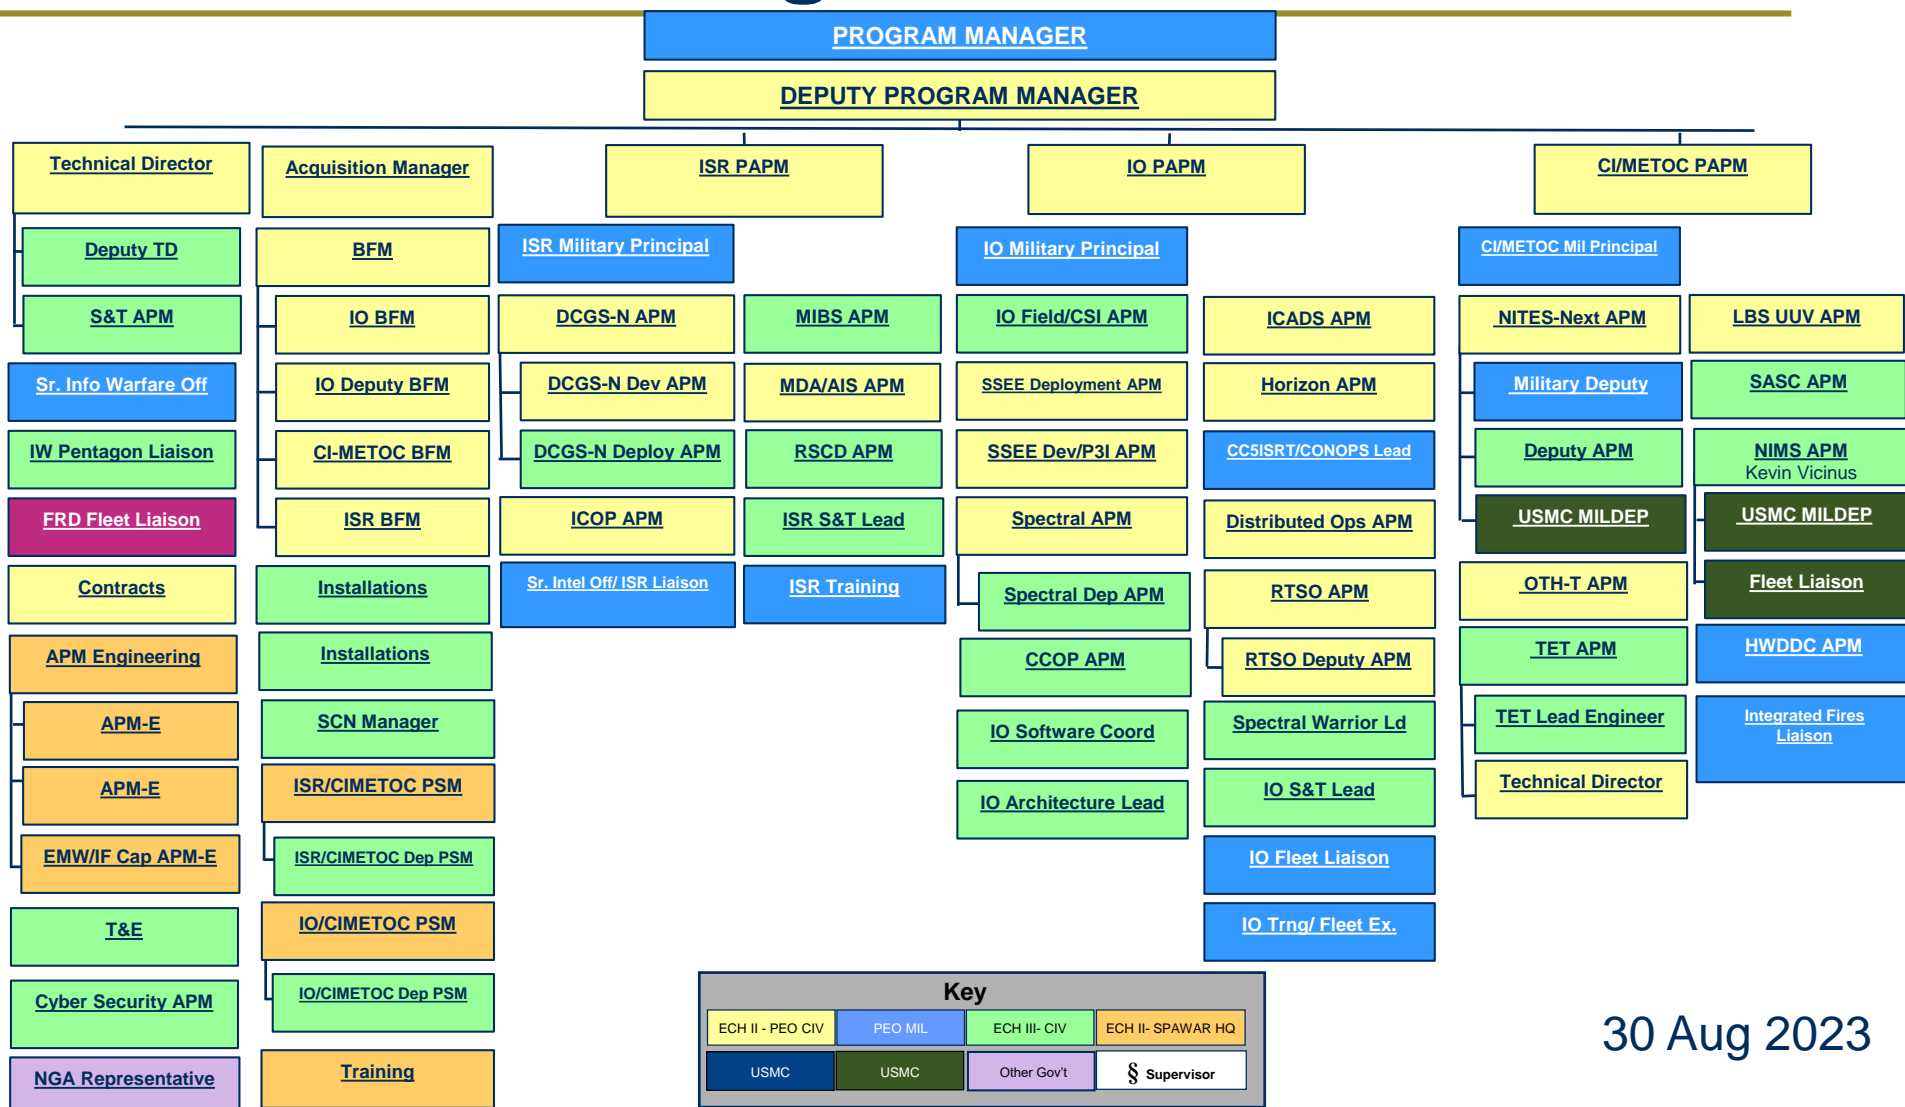 PROGRAM MANAGER
DEPUTY PROGRAM MANAGER
Technical Director
Acquisition Manager
ISR PAPM
IO PAPM
CI/METOC PAPM
Deputy TD
S&T APM
Sr. Info Warfare Off
IW Pentagon Liaison
FRD Fleet Liaison
Contracts
APM Engineering
APM-E
APM-E
EMW/IF Cap APM-E
T&E
Cyber Security APM
NGA Representative
BFM
IO BFM
IO Deputy BFM
CI-METOC BFM
ISR BFM
Installations
Installations
SCN Manager
ISR/CIMETOC PSM
ISR/CIMETOC Dep PSM
IO/CIMETOC PSM
IO/CIMETOC Dep PSM
Training
ISR Military Principal
DCGS-N APM
DCGS-N Dev APM
DCGS-N Deploy APM
ICOP APM
Sr. Intel Off/ ISR Liaison
MIBS APM
MDA/AIS APM
RSCD APM
ISR S&T Lead
ISR Training
IO Military Principal
IO Field/CSI APM
SSEE Deployment APM
SSEE Dev/P3I APM
Spectral APM
Spectral Dep APM
CCOP APM
IO Software Coord
IO Architecture Lead
ICADS APM
Horizon APM
CC5ISRT/CONOPS Lead
Distributed Ops APM
RTSO APM
RTSO Deputy APM
Spectral Warrior Ld
IO S&T Lead
IO Fleet Liaison
IO Trng/ Fleet Ex.
CI/METOC Mil Principal
NITES-Next APM
Military Deputy
Deputy APM
USMC MILDEP
OTH-T APM
TET APM
TET Lead Engineer
Technical Director
LBS UUV APM
SASC APM
NIMS APM
Kevin Vicinus
USMC MILDEP
Fleet Liaison
HWDDC APM
Integrated Fires
Liaison
Key
ECH II - PEO CIV
PEO MIL
ECH III- CIV
ECH II- SPAWAR HQ
USMC
USMC
Other Gov't
§ Supervisor
30 Aug 2023